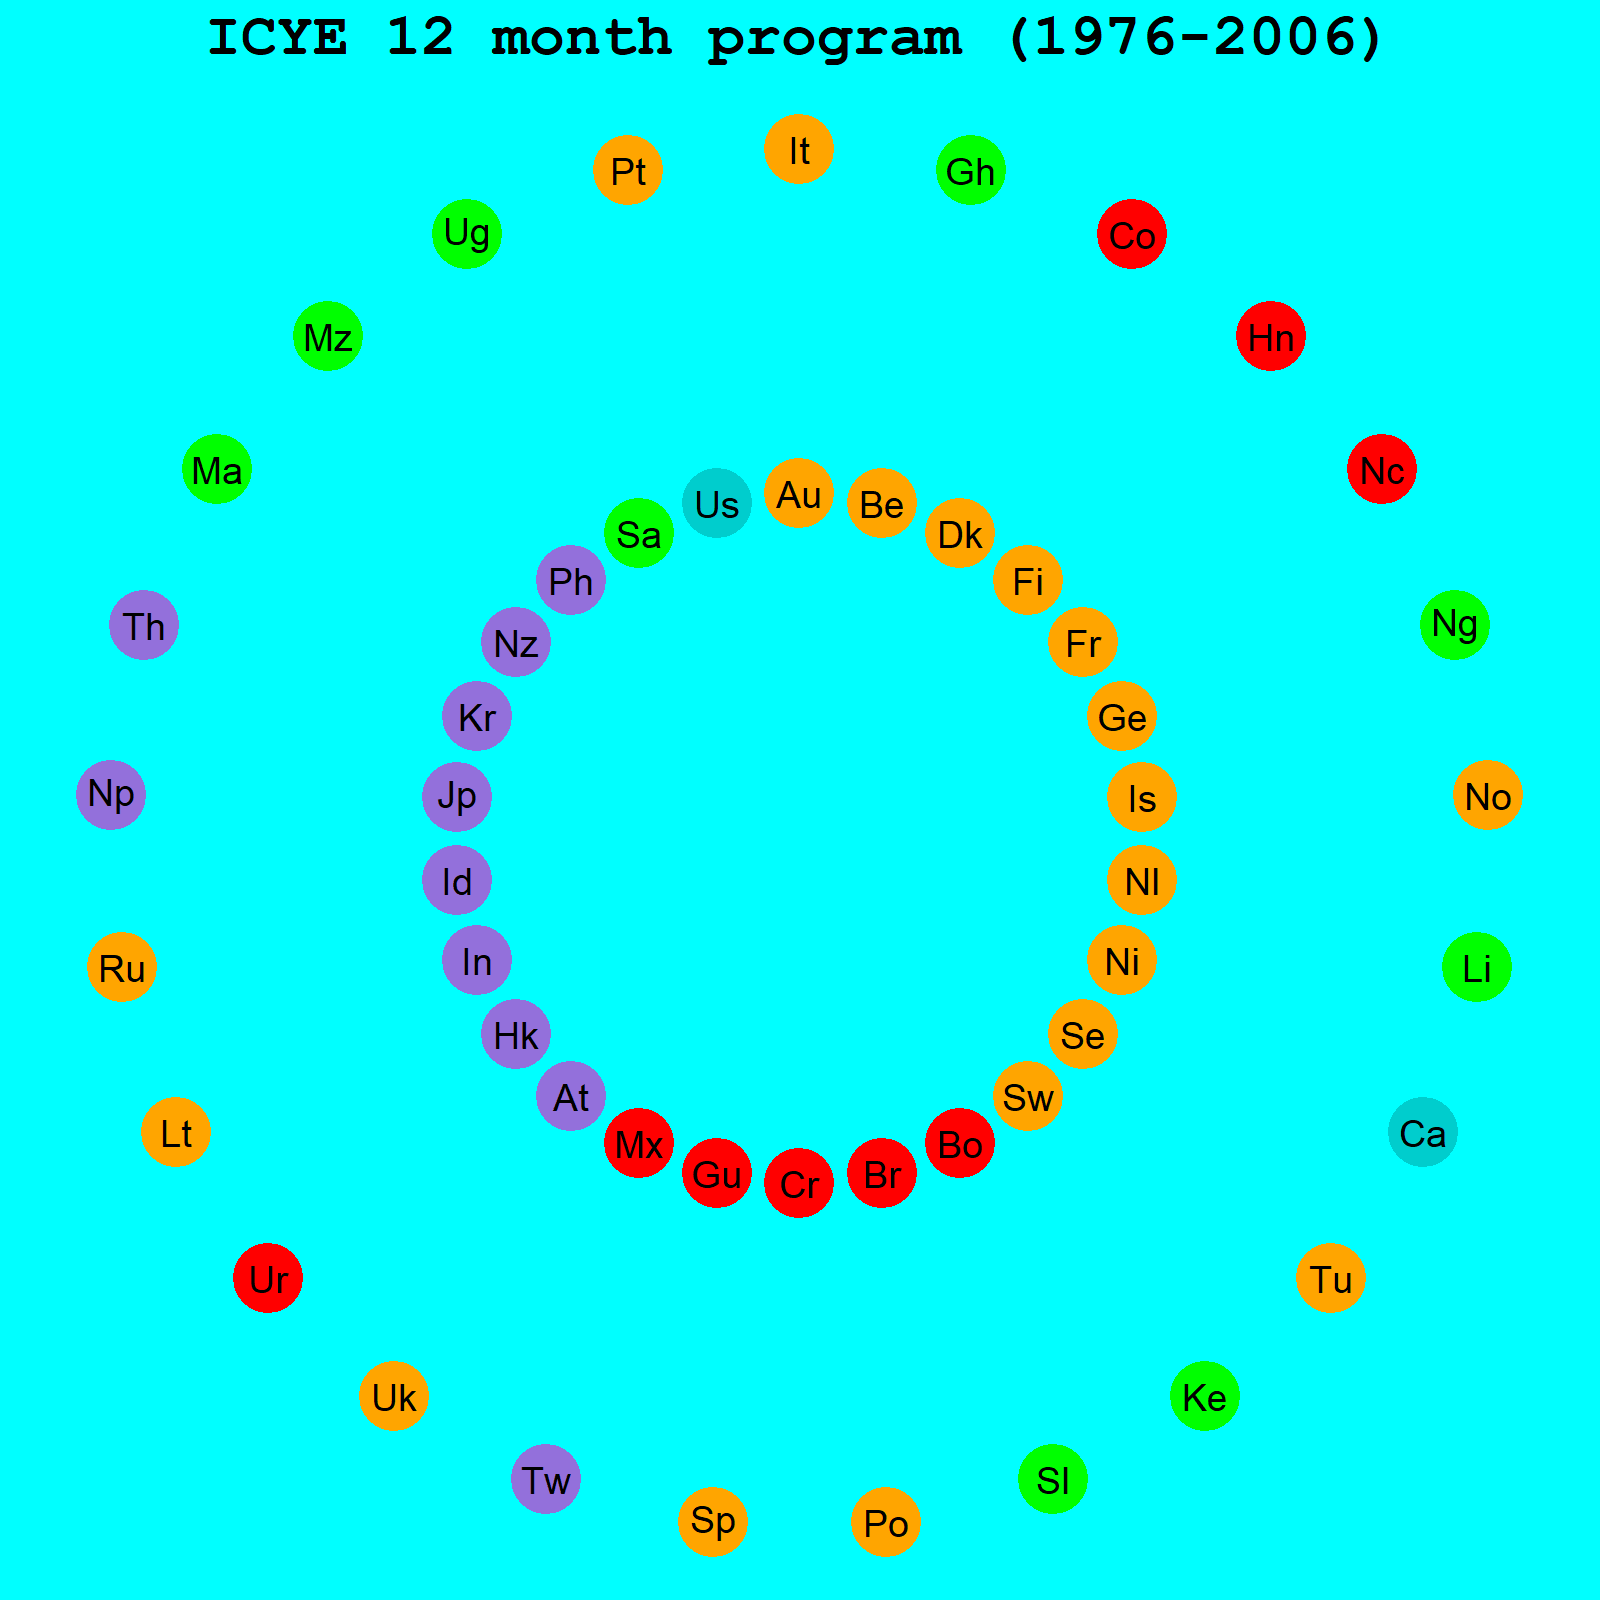 ICYE 12 month program (1976-2006)
It
Gh
Co
Hn
Nc
Ng
No
Li
Ca
Tu
Ke
Sl
Po
Sp
Tw
Uk
Ur
Lt
Ru
Np
Th
Ma
Mz
Ug
Pt
Au
Be
Dk
Fi
Fr
Ge
Is
Nl
Ni
Se
Sw
Bo
Br
Cr
Gu
Mx
At
Hk
In
Id
Jp
Kr
Nz
Ph
Sa
Us